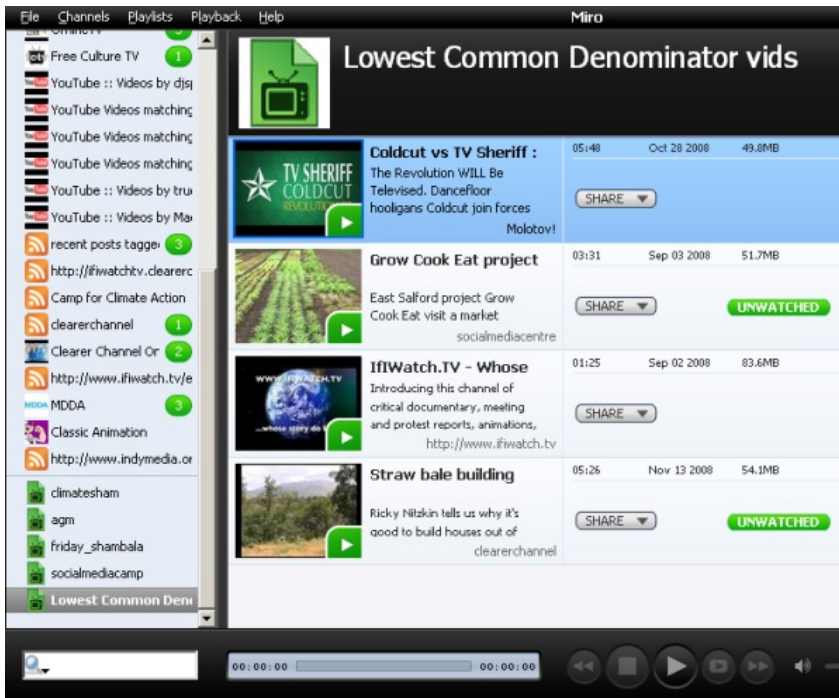 File Channels Playlists Playback Help
Miro
3
Free Culture TV 1
YouTube :: Videos by djsp
YouTube Videos matching
YouTube Videos matching
YouTube Videos matching
YouTube :: Videos by tru
YouTube :: Videos by Ma
recent posts tagge 3
http://ifiwatchtv.clearerc
Camp for Climate Action
clearerchannel 1
Clearer Channel Or 2
http://www.ifiwatch.tv/e
MDDA MDDA 3
Classic Animation
http://www.indymedia.or
climatesham
agm
friday_shambala
socialmediacamp
Lowest Common Den
Lowest Common Denominator vids
TV SHERIFF
COLDCUT
Coldcut vs TV Sheriff :
The Revolution WILL Be
Televised. Dancefloor
hooligans Coldcut join forces
Molotov!
05:48 Oct 28 2008 49.8MB
SHARE
Grow Cook Eat project
East Salford project Grow
Cook Eat visit a market
socialmediacentre
03:31 Sep 03 2008 51.7MB
SHARE UNWATCHED
WWW.IFIWATCH.TV
IfIWatch.TV - Whose
Introducing this channel of
critical documentary, meeting
and protest reports, animations,
http://www.ifiwatch.tv
01:25 Sep 02 2008 83.6MB
SHARE
Straw bale building
Ricky Nitzkin tells us why it's
good to build houses out of
clearerchannel
05:26 Nov 13 2008 54.1MB
SHARE UNWATCHED
00:00:00 00:00:00